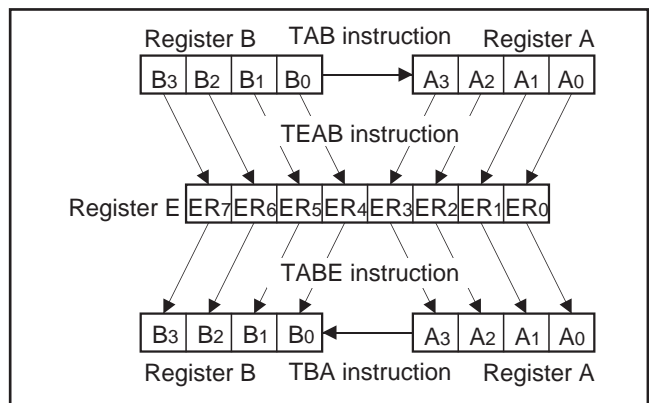 Register B TAB instruction Register A
B3 B2 B1 B0 A3 A2 A1 A0
TEAB instruction
Register E ER7 ER6 ER5 ER4 ER3 ER2 ER1 ER0
TABE instruction
B3 B2 B1 B0 A3 A2 A1 A0
Register B TBA instruction Register A